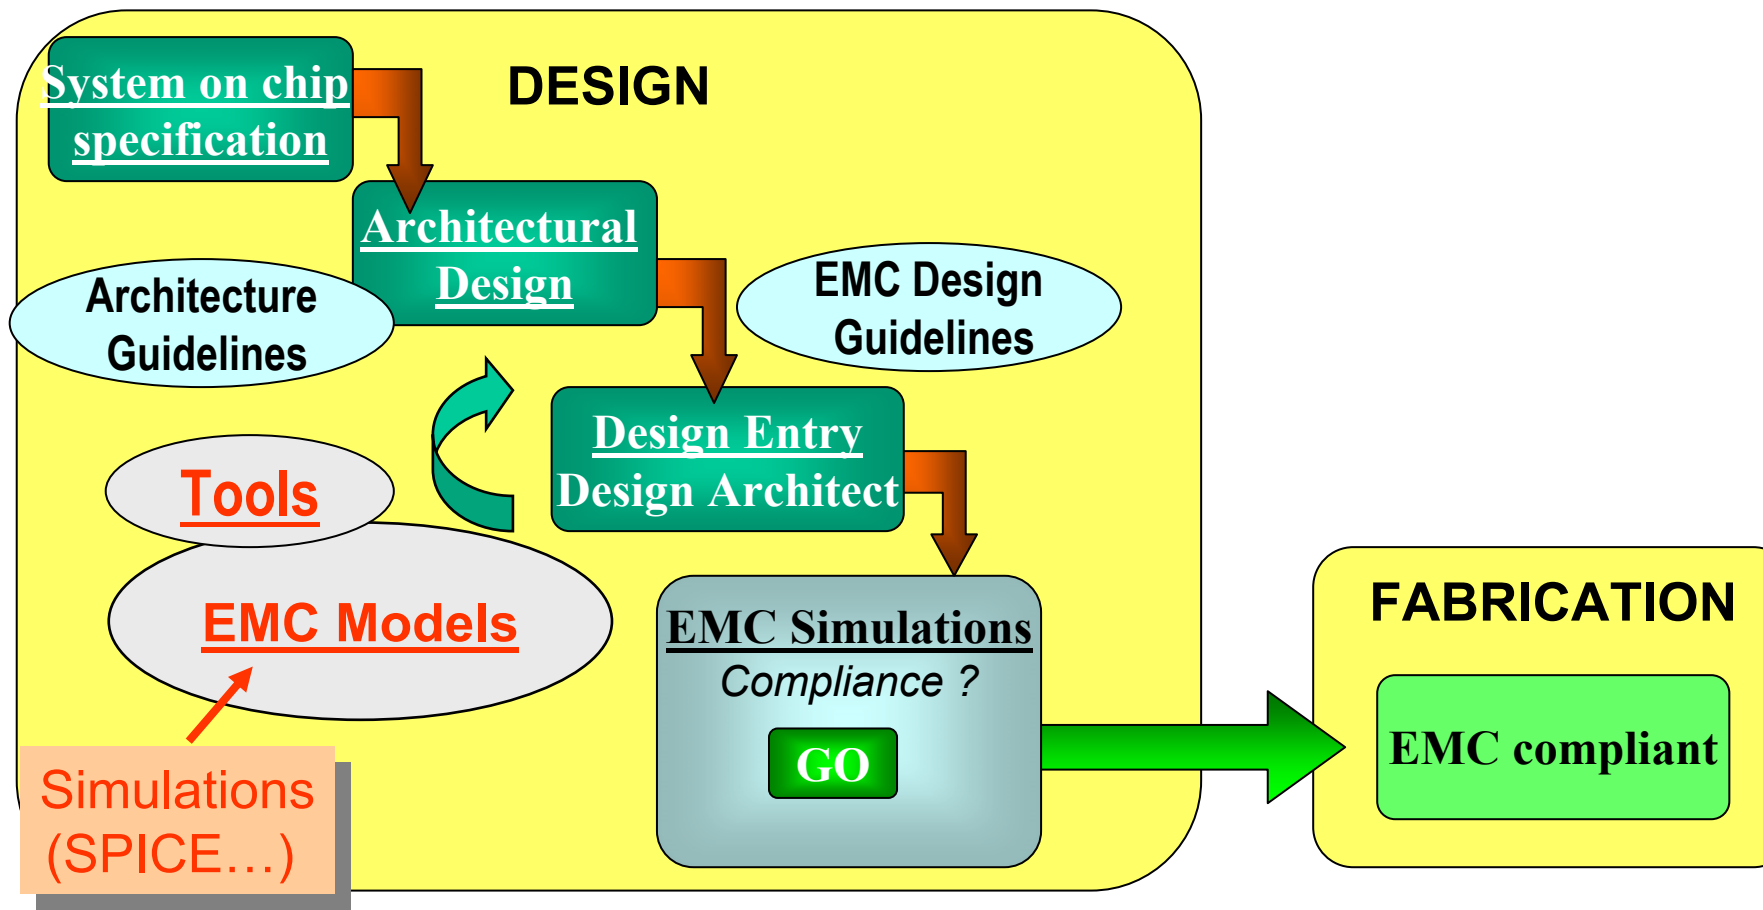 DESIGN
System on chip
specification
Architectural
Design
Architecture
Guidelines
EMC Design
Guidelines
Design Entry
Design Architect
Tools
EMC Models
Simulations
(SPICE…)
EMC Simulations
Compliance ?
GO
FABRICATION
EMC compliant